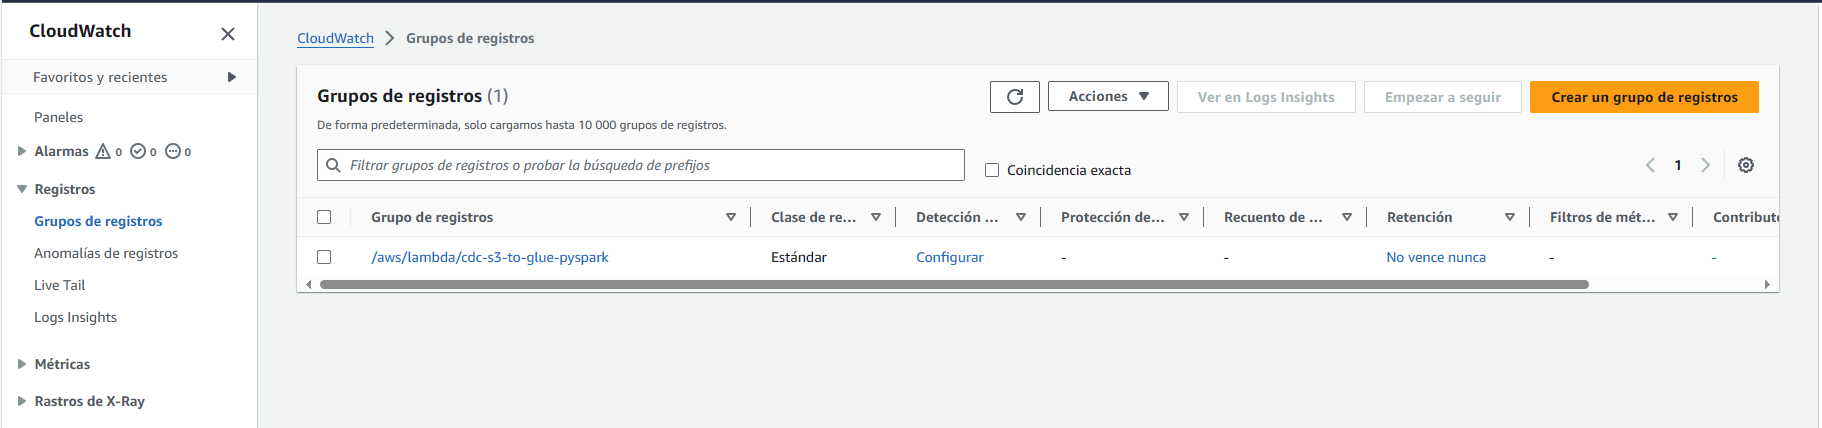 CloudWatch
Favoritos y recientes
Paneles
Alarmas 0 0 0
Registros
Grupos de registros
Anomalías de registros
Live Tail
Logs Insights
Métricas
Rastros de X-Ray
CloudWatch > Grupos de registros
Grupos de registros (1)
De forma predeterminada, solo cargamos hasta 10 000 grupos de registros.
Acciones
Ver en Logs Insights
Empezar a seguir
Crear un grupo de registros
Filtrar grupos de registros o probar la búsqueda de prefijos
Coincidencia exacta
1
Grupo de registros Clase de re... Detección ... Protección de... Recuento de ... Retención Filtros de mét... Contribut
/aws/lambda/cdc-s3-to-glue-pyspark Estándar Configurar - - No vence nunca - -